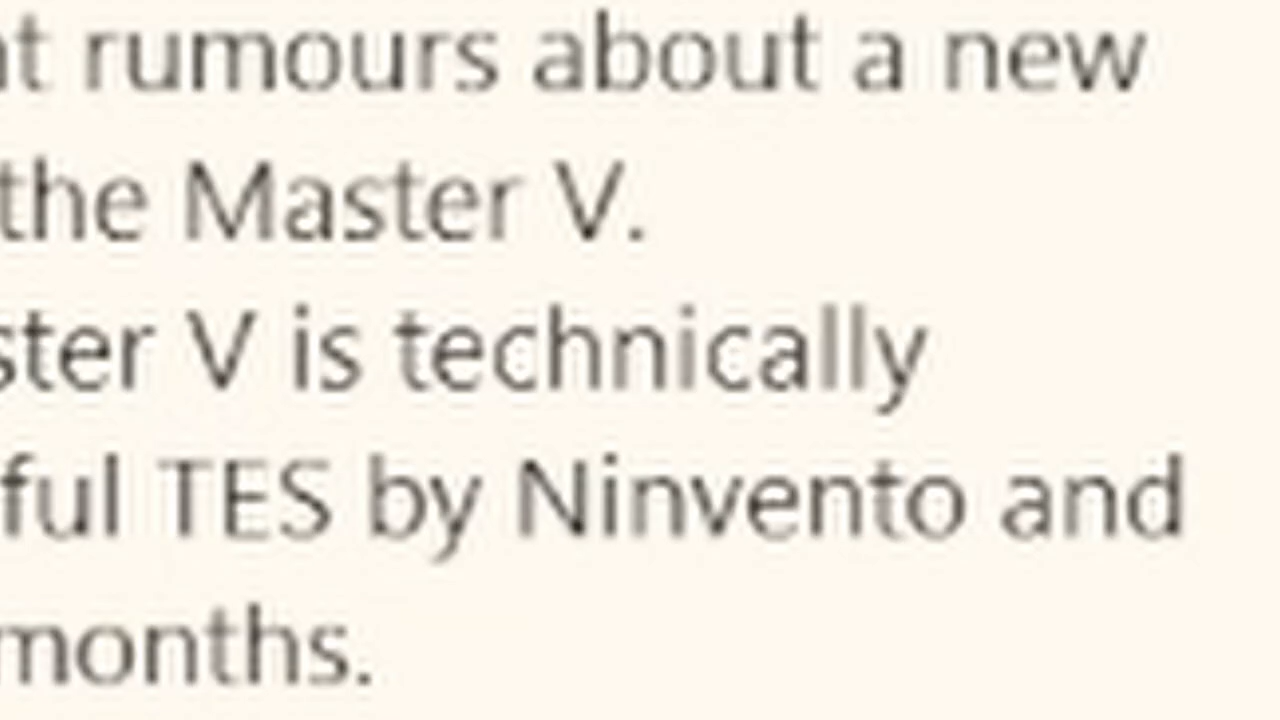 t rumours about a new
the Master V.
ster V is technically
ful TES by Ninvento and
months.